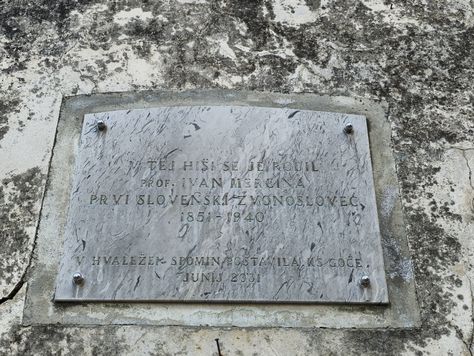 V TEJ HIŠI SE JE RODIL
PROF. IVAN MERCINA
PRVI SLOVENSKI ZVONOSLOVEC
1851-1940
V HVALEŽEN SPOMIN POSTAVILA KS GOČE
JUNIJ 2001